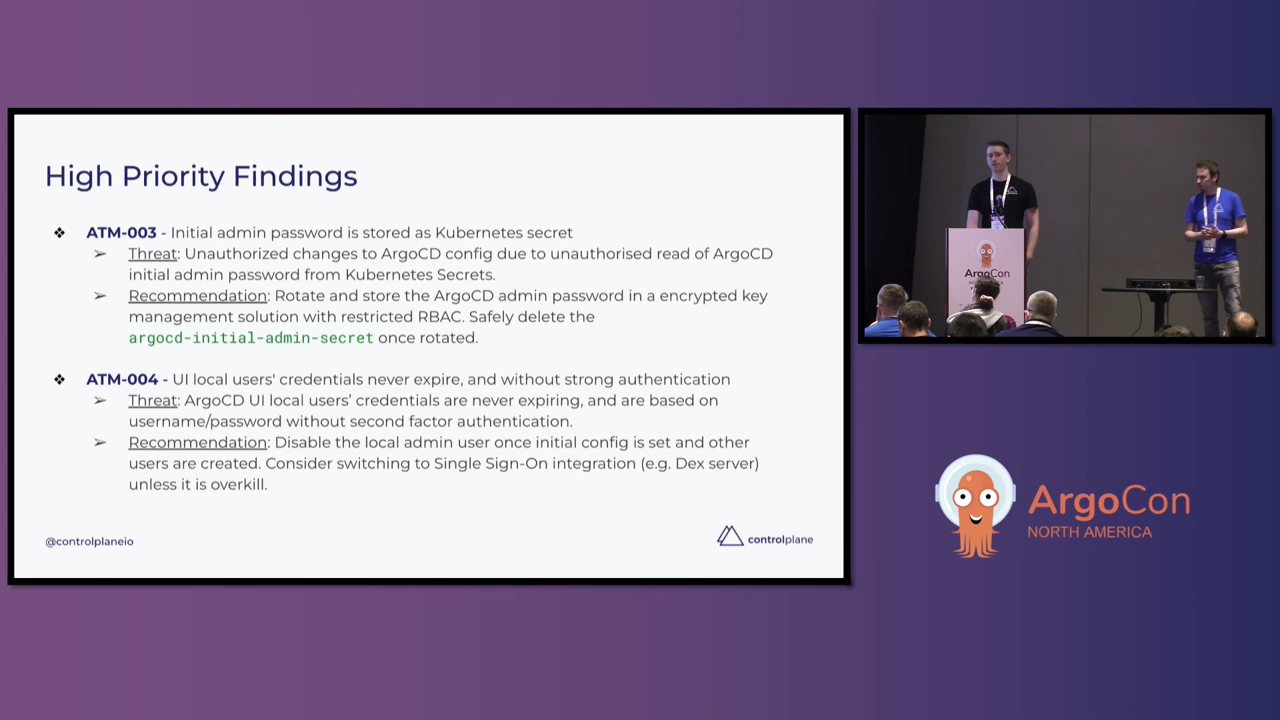 High Priority Findings
❖ ATM-003 - Initial admin password is stored as Kubernetes secret
➢ Threat: Unauthorized changes to ArgoCD config due to unauthorised read of ArgoCD
initial admin password from Kubernetes Secrets.
➢ Recommendation: Rotate and store the ArgoCD admin password in a encrypted key
management solution with restricted RBAC. Safely delete the
argocd-initial-admin-secret once rotated.
❖ ATM-004 - UI local users' credentials never expire, and without strong authentication
➢ Threat: ArgoCD UI local users’ credentials are never expiring, and are based on
username/password without second factor authentication.
➢ Recommendation: Disable the local admin user once initial config is set and other
users are created. Consider switching to Single Sign-On integration (e.g. Dex server)
unless it is overkill.
@controlplaneio
controlplane
ArgoCon
ArgoCon
NORTH AMERICA